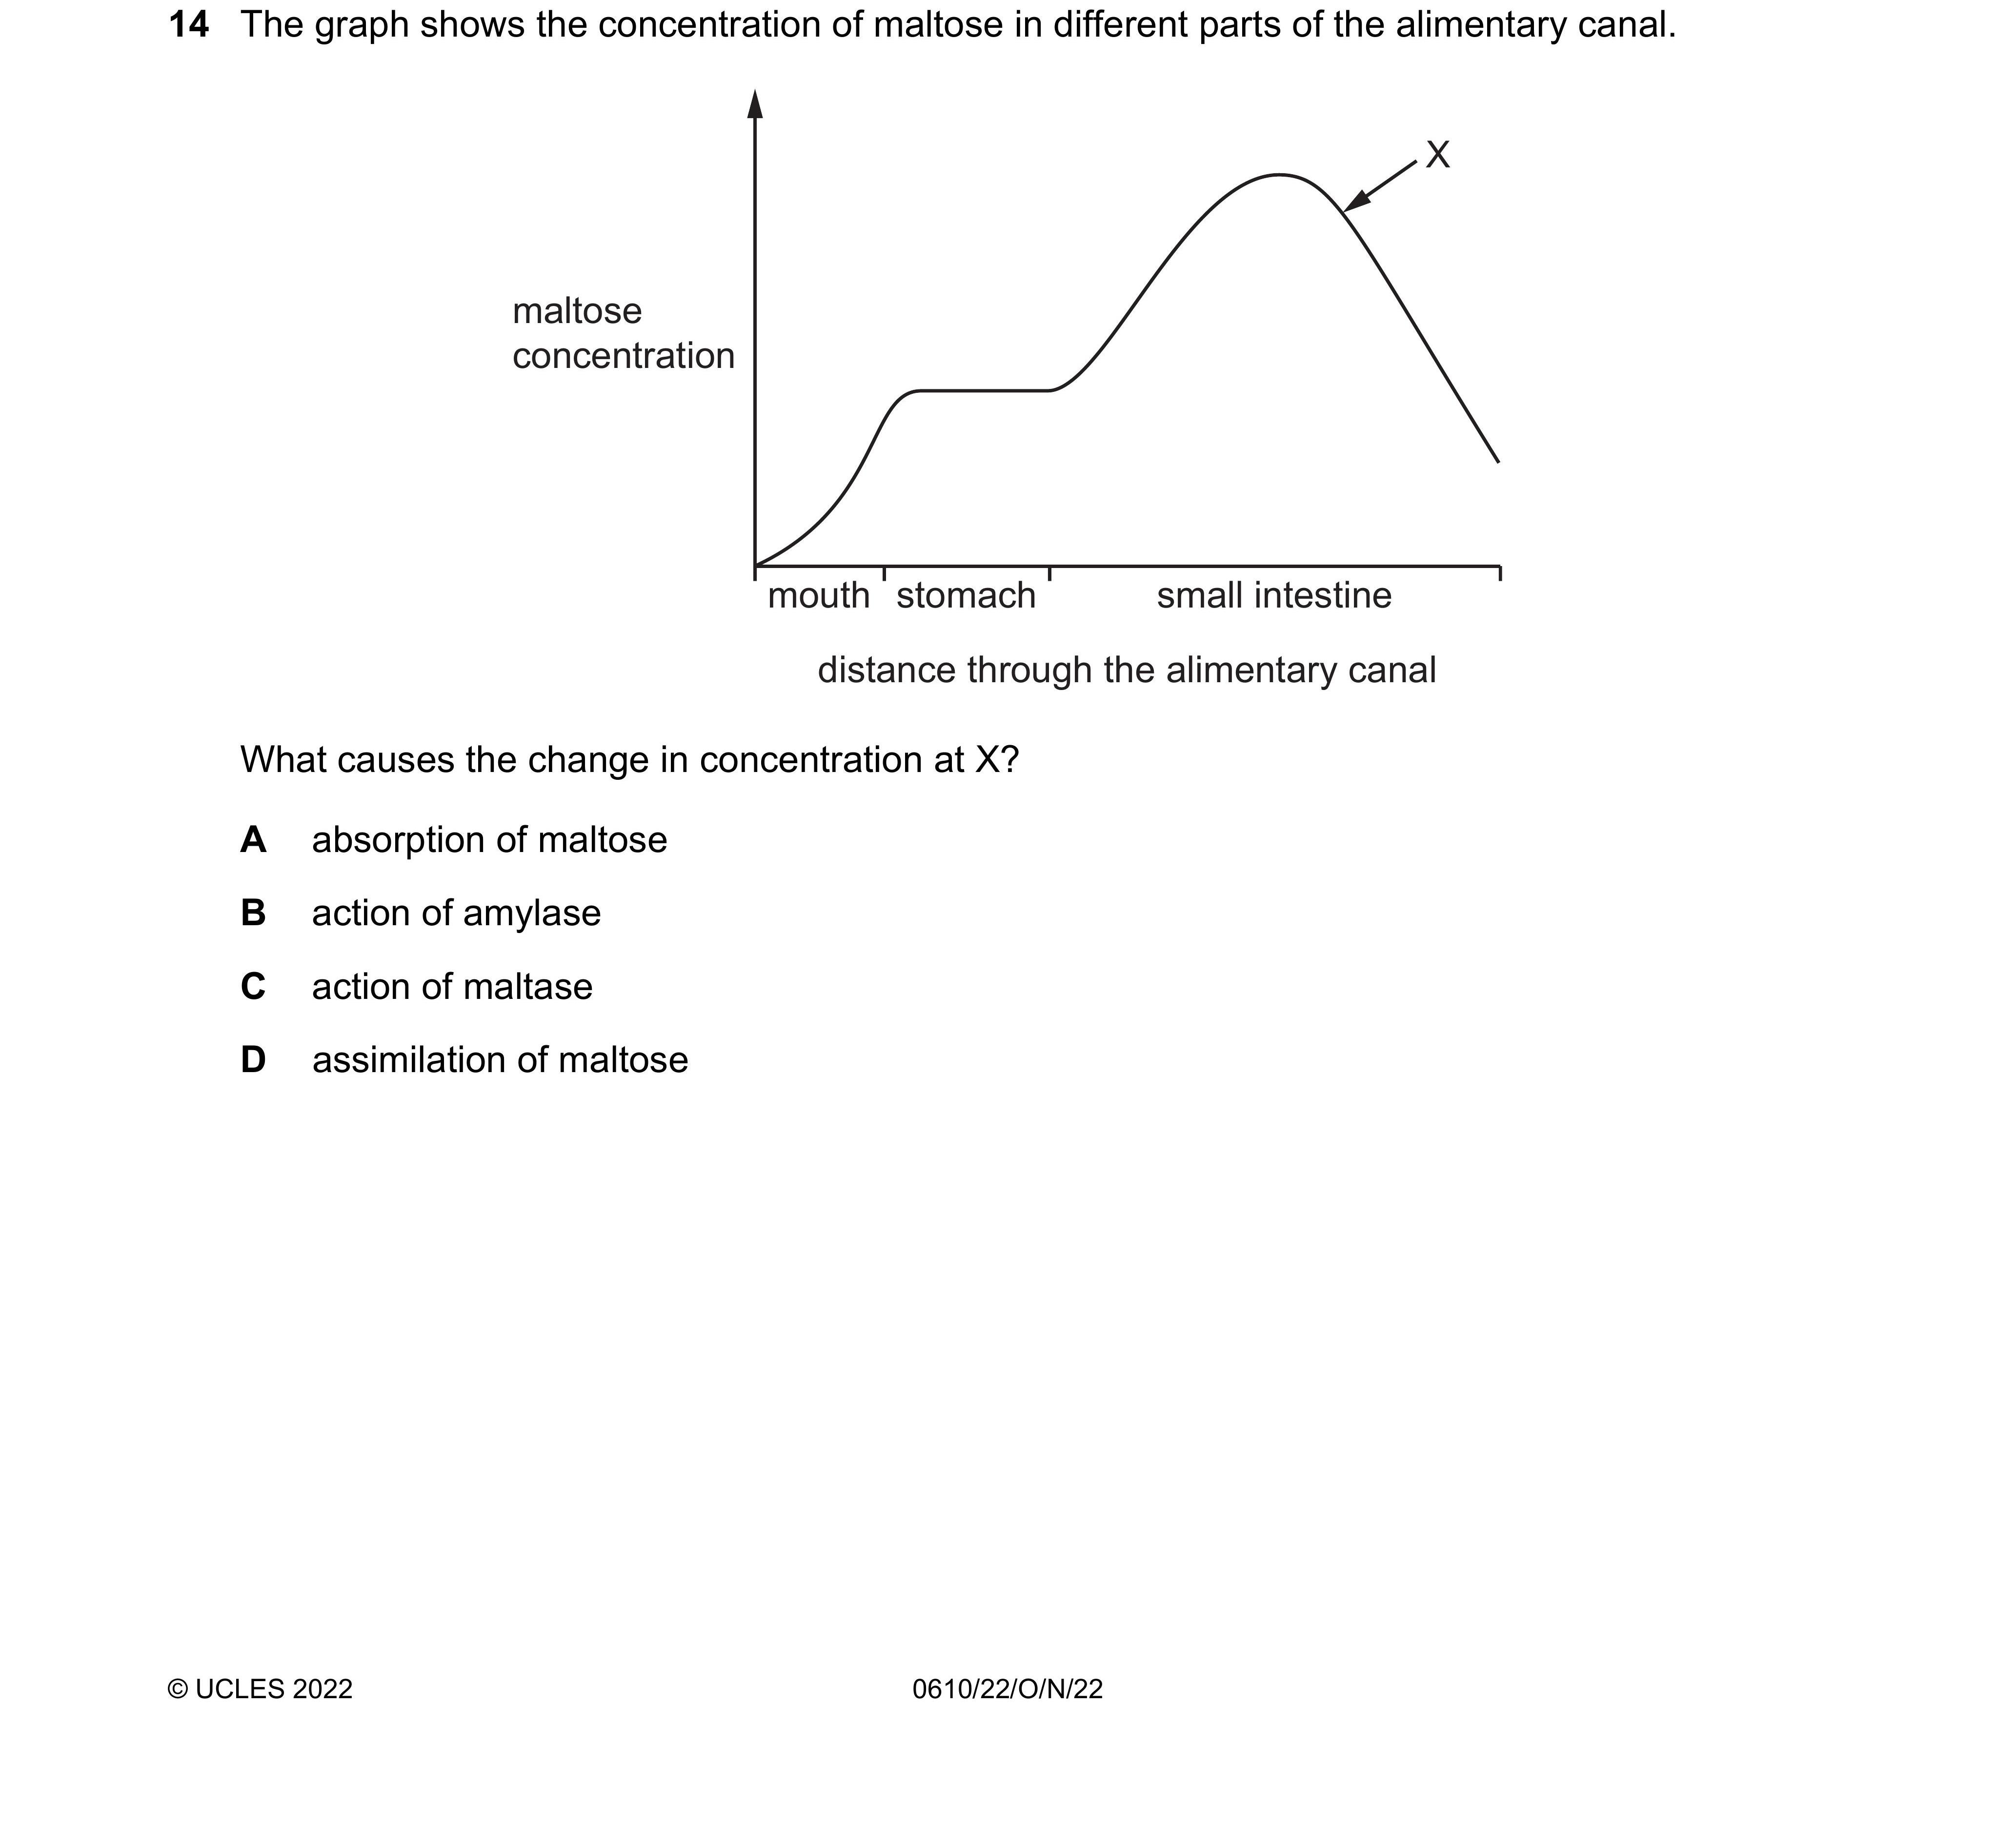 14 The graph shows the concentration of maltose in different parts of the alimentary canal.
X
maltose
concentration
mouth stomach small intestine
distance through the alimentary canal
What causes the change in concentration at X?
A absorption of maltose
B action of amylase
C action of maltase
D assimilation of maltose
© UCLES 2022 0610/22/O/N/22